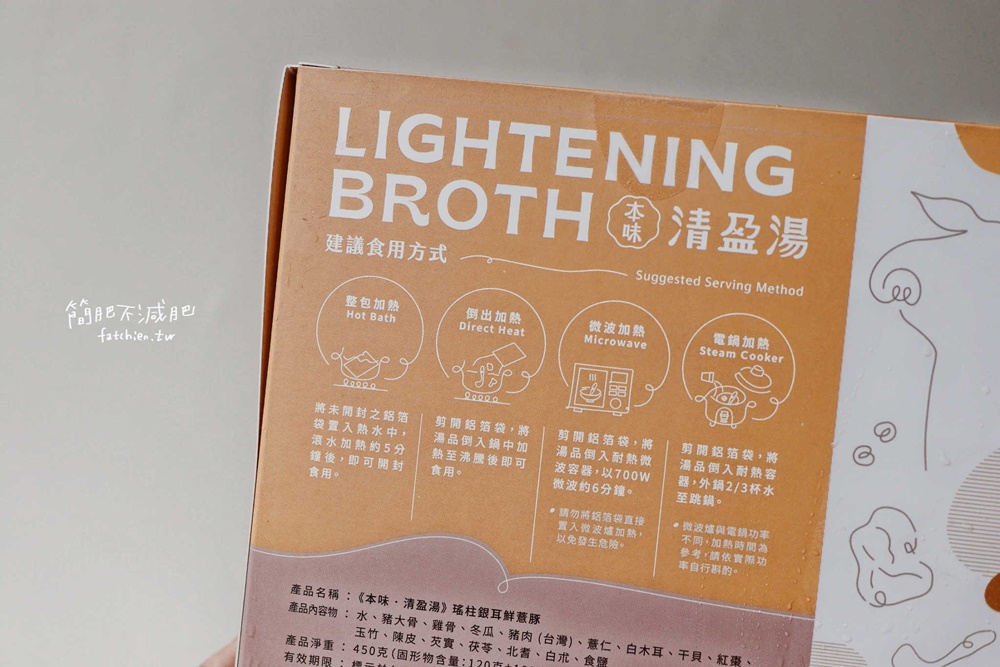 LIGHTENING
BROTH 本味 清盈湯
建議食用方式
Suggested Serving Method
整包加熱
Hot Bath
將未開封之鋁箔
袋置入熱水中，
滾水加熱約5分
鐘後，即可開封
食用。
倒出加熱
Direct Heat
剪開鋁箔袋，將
湯品倒入鍋中加
熱至沸騰後即可
食用。
微波加熱
Microwave
剪開鋁箔袋，將
湯品倒入耐熱微
波容器，以700W
微波約6分鐘。
• 請勿將鋁箔袋直接
置入微波爐加熱，
以免發生危險。
電鍋加熱
Steam Cooker
剪開鋁箔袋，將
湯品倒入耐熱容
器，外鍋2/3杯水
至跳鍋。
• 微波爐與電鍋功率
不同，加熱時間為
參考，請依實際功
率自行斟酌。
簡肥不減肥
fatchien.tw
產品名稱：《本味・清盈湯》瑤柱銀耳鮮薏豚
產品內容物：水、豬大骨、雞骨、冬瓜、豬肉(台灣)、薏仁、白木耳、干貝、紅棗、
玉竹、陳皮、芡實、茯苓、北耆、白朮、食鹽
產品淨重：450克(固形物含量:120克±
有效期限：標示於